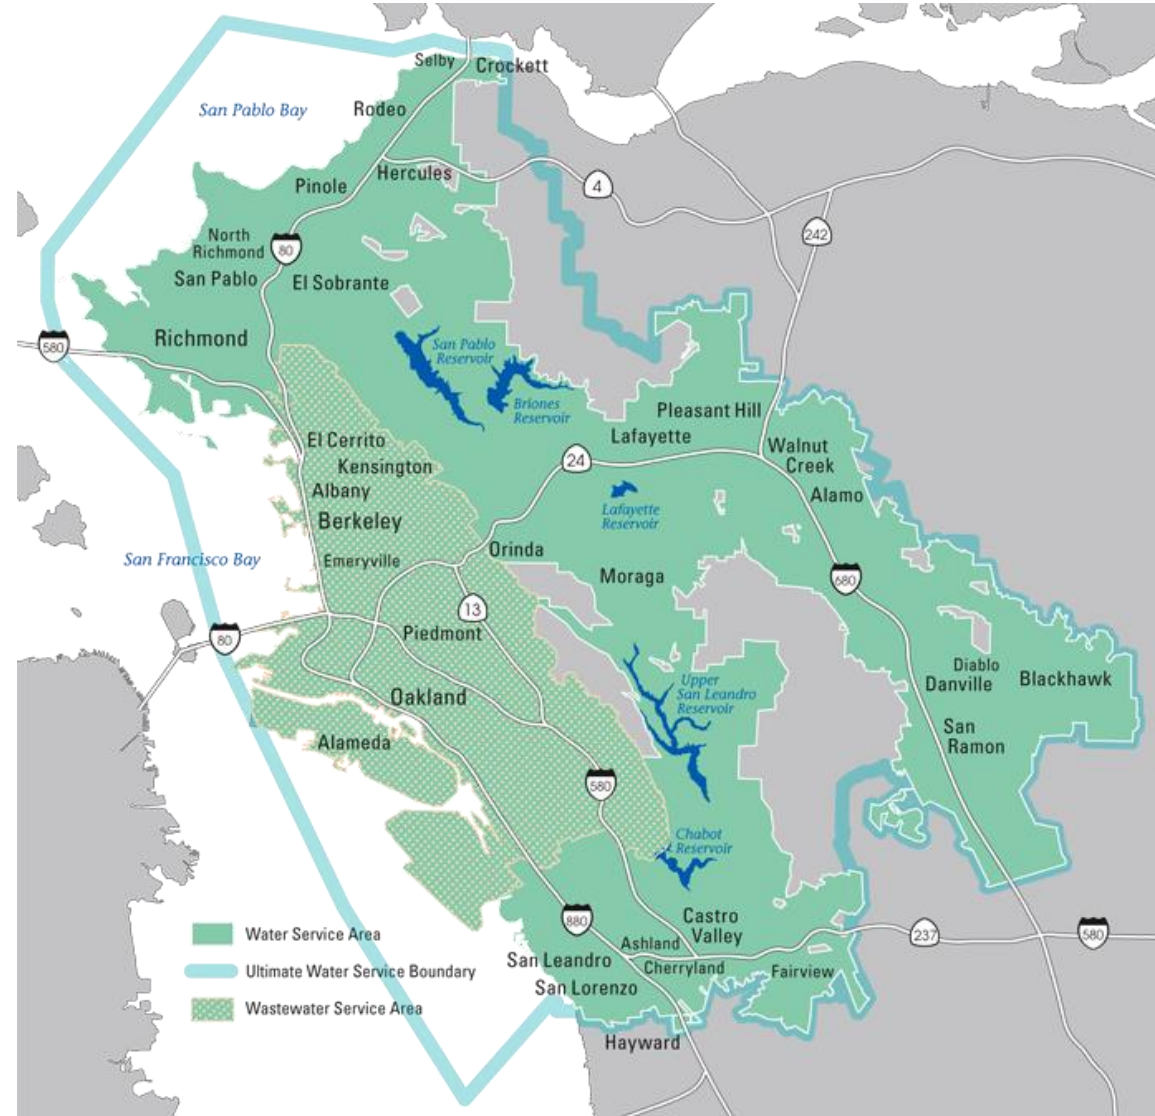 Selby
Crockett
San Pablo Bay
Rodeo
Hercules
Pinole
4
North
Richmond
80
242
San Pablo
El Sobrante
Richmond
580
San Pablo
Reservoir
Briones
Reservoir
Pleasant Hill
Lafayette
El Cerrito
Kensington
24
Walnut
Creek
Albany
Alamo
Berkeley
Lafayette
Reservoir
San Francisco Bay
Emeryville
Orinda
Moraga
680
13
80
Piedmont
Diablo
Danville
Blackhawk
Upper
San Leandro
Reservoir
Oakland
Alameda
San
Ramon
580
Chabot
Reservoir
880
Castro
Valley
237
580
Ashland
San Leandro
Cherryland
Fairview
San Lorenzo
Hayward
Water Service Area
Ultimate Water Service Boundary
Wastewater Service Area